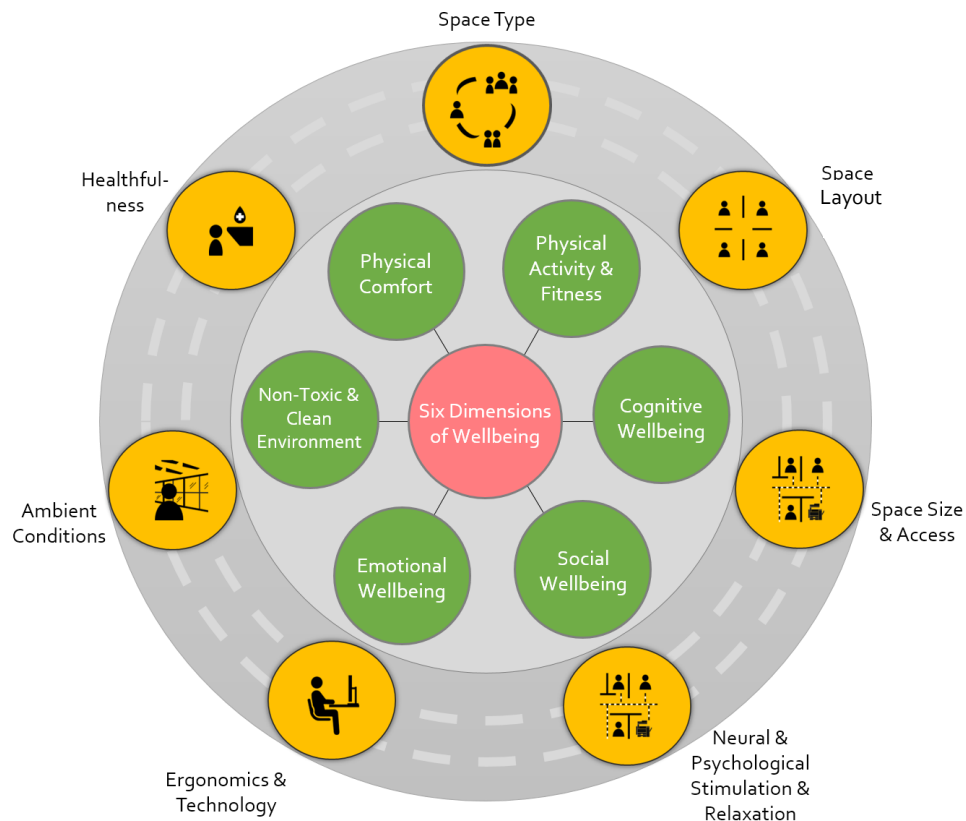 Space Type
Healthful-
ness
Space
Layout
Physical
Comfort
Physical
Activity &
Fitness
Non-Toxic &
Clean
Environment
Six Dimensions
of Wellbeing
Cognitive
Wellbeing
Ambient
Conditions
Space Size
& Access
Emotional
Wellbeing
Social
Wellbeing
Ergonomics &
Technology
Neural &
Psychological
Stimulation &
Relaxation